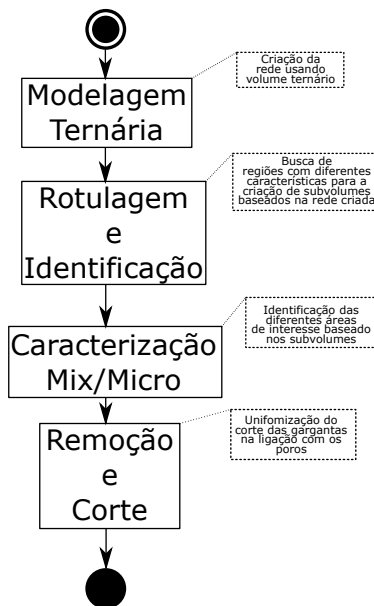 Modelagem
Ternária
Criação da
rede usando
volume ternário
Rotulagem
e
Identificação
Busca de
regiões com diferentes
características para a
criação de subvolumes
baseados na rede criada
Caracterização
Mix/Micro
Identificação das
diferentes áreas
de interesse baseado
nos subvolumes
Remoção
e
Corte
Unifomização do
corte das gargantas
na ligação com os
poros